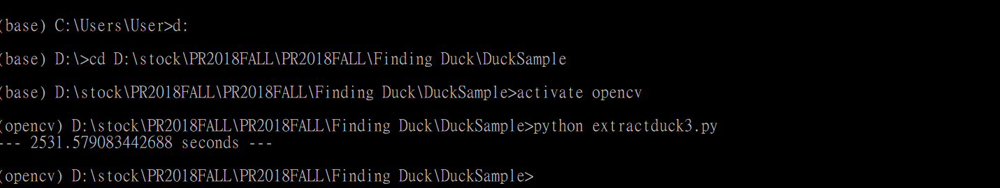 (base) C:\Users\User>d:
(base) D:\>cd D:\stock\PR2018FALL\PR2018FALL\Finding Duck\DuckSample
(base) D:\stock\PR2018FALL\PR2018FALL\Finding Duck\DuckSample>activate opencv
(opencv) D:\stock\PR2018FALL\PR2018FALL\Finding Duck\DuckSample>python extractduck3.py
--- 2531.579083442688 seconds ---
(opencv) D:\stock\PR2018FALL\PR2018FALL\Finding Duck\DuckSample>